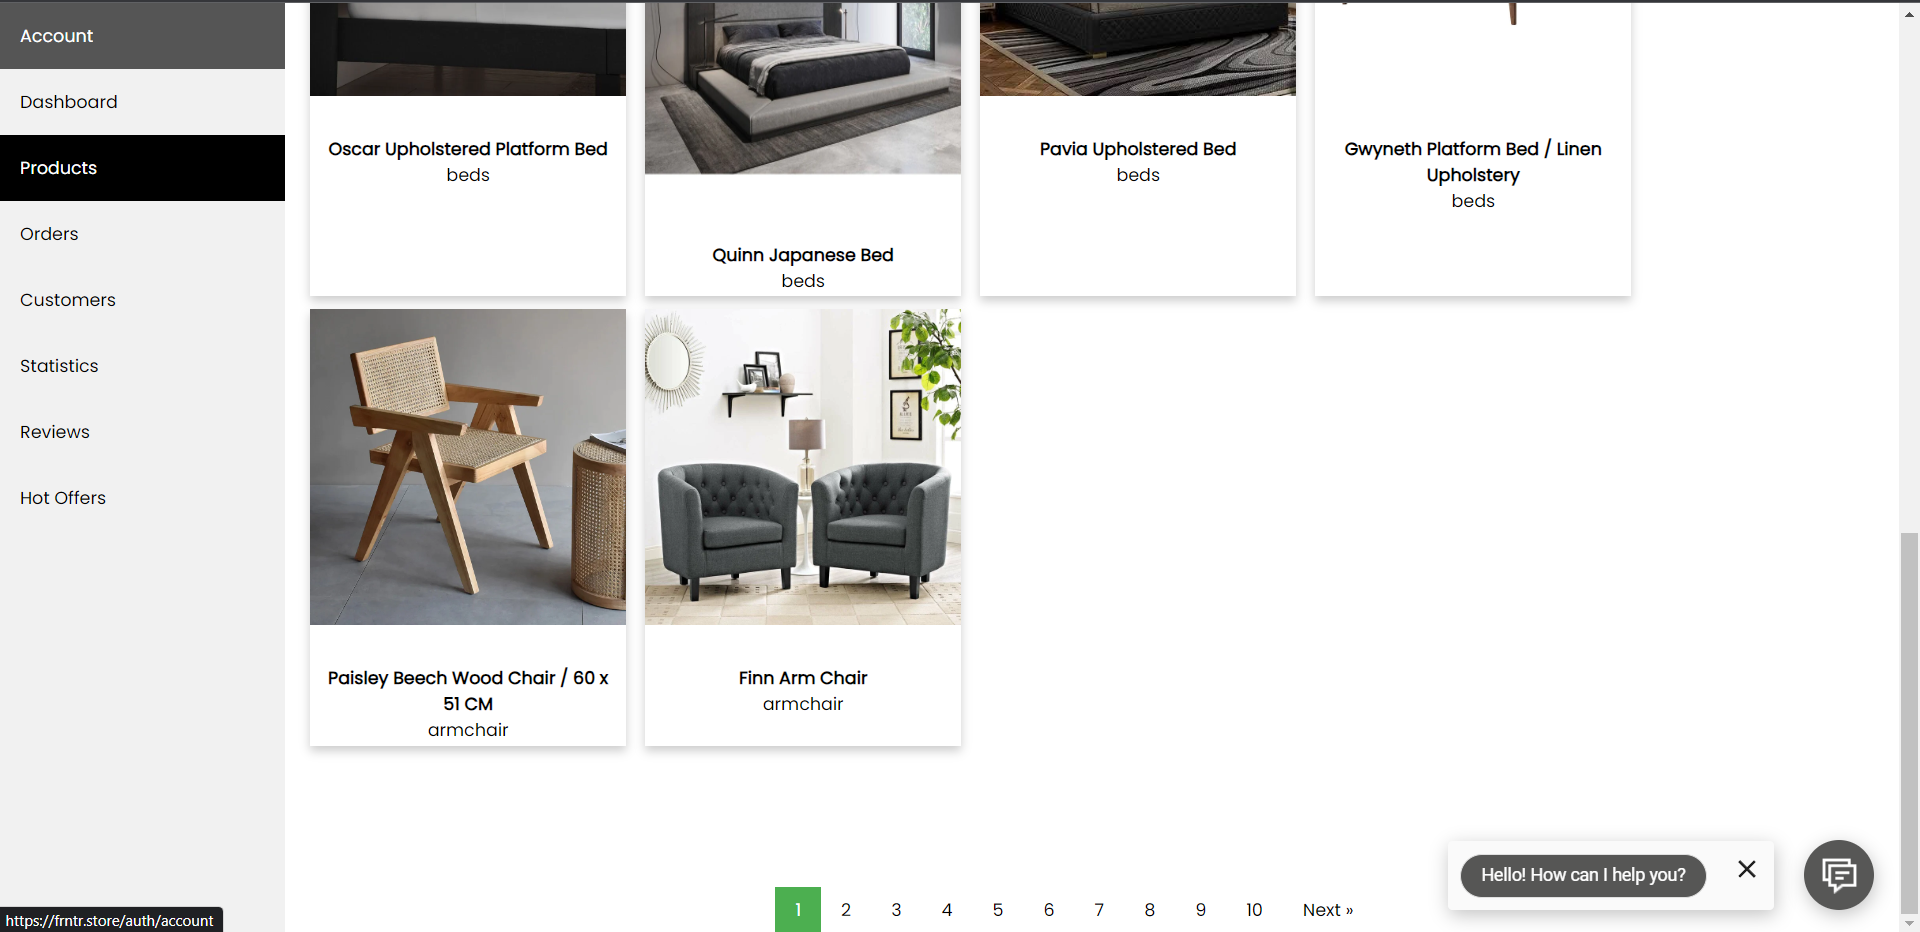 Account
Dashboard
Products
Orders
Customers
Statistics
Reviews
Hot Offers
Oscar Upholstered Platform Bed
beds
Quinn Japanese Bed
beds
Pavia Upholstered Bed
beds
Gwyneth Platform Bed / Linen
Upholstery
beds
Paisley Beech Wood Chair / 60 x
51 CM
armchair
Finn Arm Chair
armchair
1 2 3 4 5 6 7 8 9 10 Next »
Hello! How can I help you?
https://frntr.store/auth/account